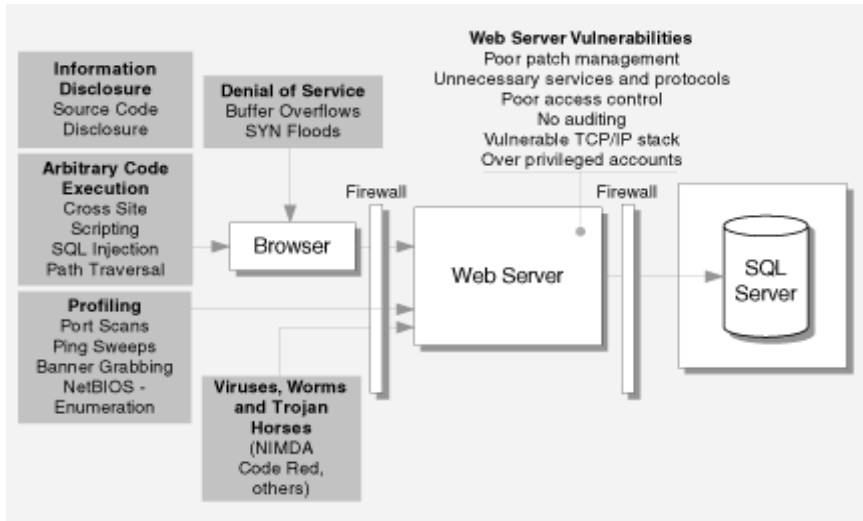 Information
Disclosure
Source Code
Disclosure
Denial of Service
Buffer Overflows
SYN Floods
Web Server Vulnerabilities
Poor patch management
Unnecessary services and protocols
Poor access control
No auditing
Vulnerable TCP/IP stack
Over privileged accounts
Arbitrary Code
Execution
Cross Site
Scripting
SQL Injection
Path Traversal
Browser
Firewall
Web Server
Firewall
SQL
Server
Profiling
Port Scans
Ping Sweeps
Banner Grabbing
NetBIOS -
Enumeration
Viruses, Worms
and Trojan
Horses
(NIMDA
Code Red,
others)